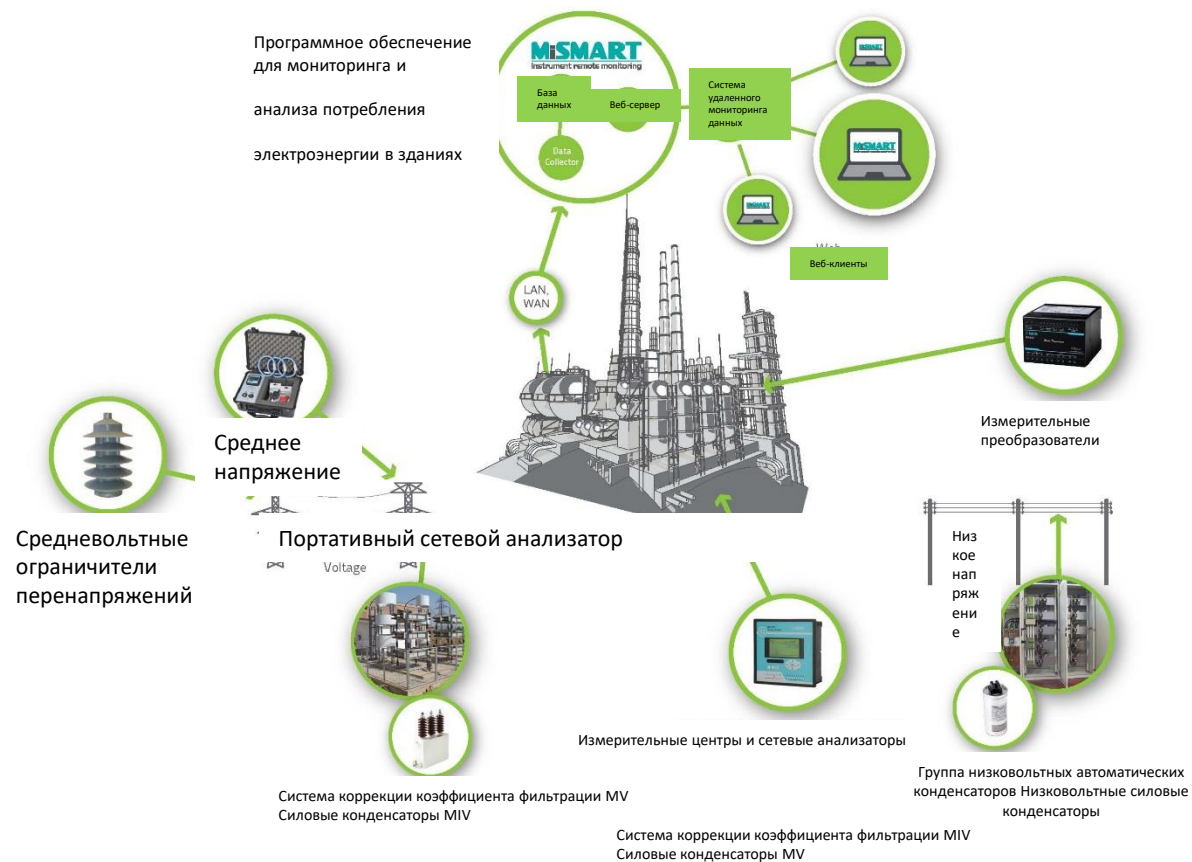 Программное обеспечение
для мониторинга и
анализа потребления
электроэнергии в зданиях
MiSMART
Instrument remote monitoring
База
данных
Веб-сервер
Data
Collector
Система
удаленного
мониторинга
данных
MiSMART
MiSMART
MiSMART
Веб-клиенты
LAN,
WAN
Измерительные
преобразователи
Среднее
напряжение
Средневольтные
ограничители
перенапряжений
Портативный сетевой анализатор
Voltage
Низ
кое
нап
ряж
ени
е
Измерительные центры и сетевые анализаторы
Группа низковольтных автоматических
конденсаторов Низковольтные силовые
конденсаторы
Система коррекции коэффициента фильтрации MV
Силовые конденсаторы MIV
Система коррекции коэффициента фильтрации MIV
Силовые конденсаторы MV